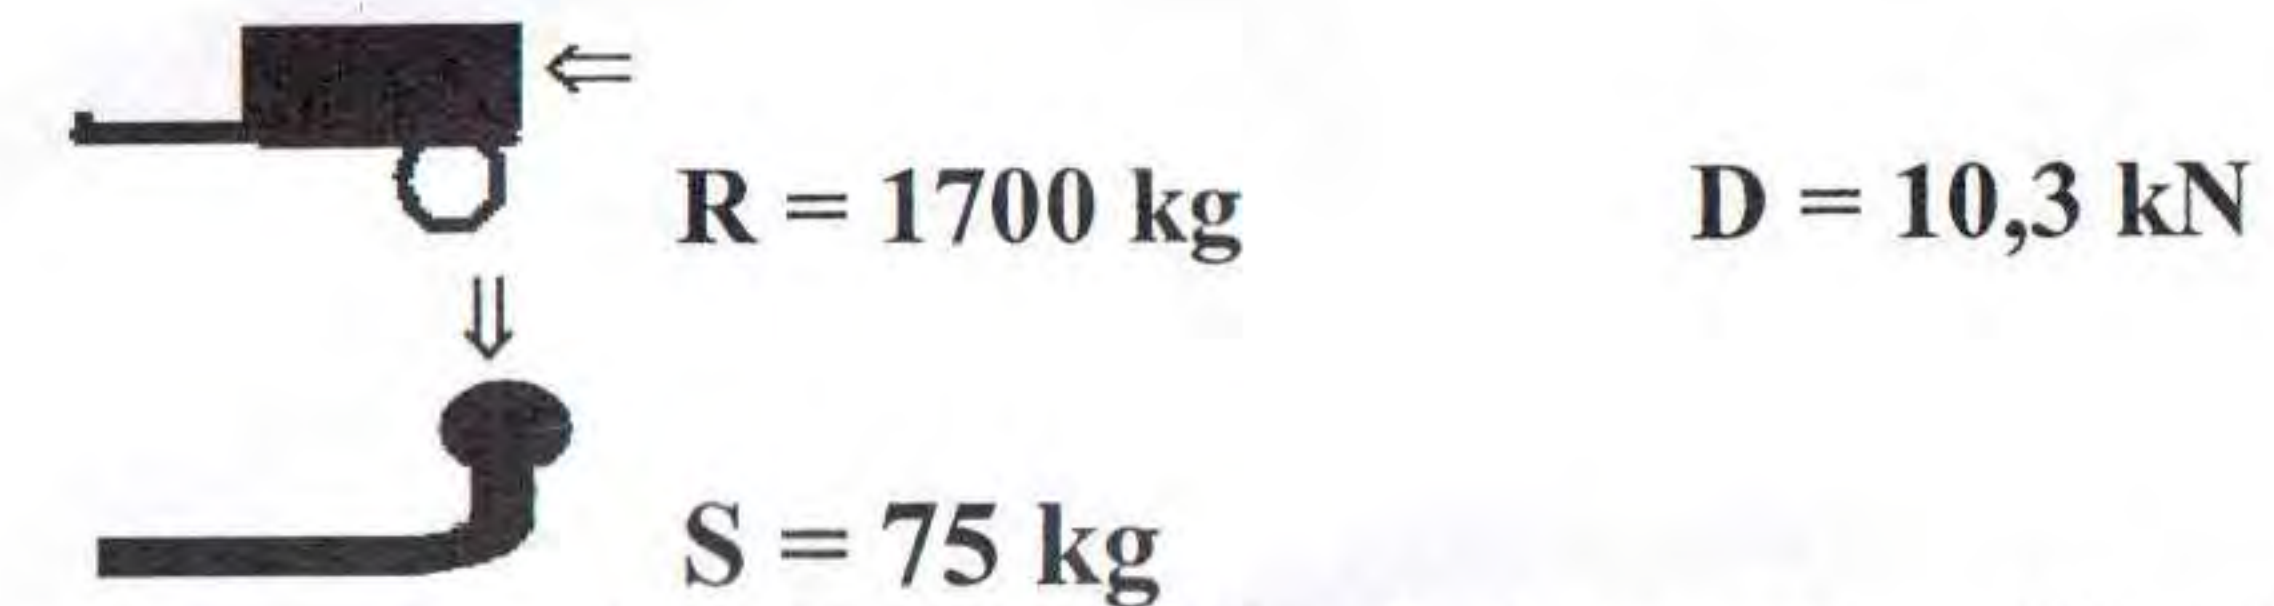 R = 1700 kg
D = 10,3 kN
S = 75 kg